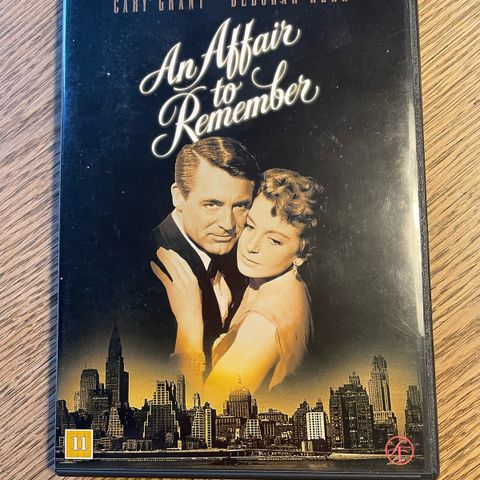 CARY GRANT DEBORAH KERR
An Affair
to
Remember
11